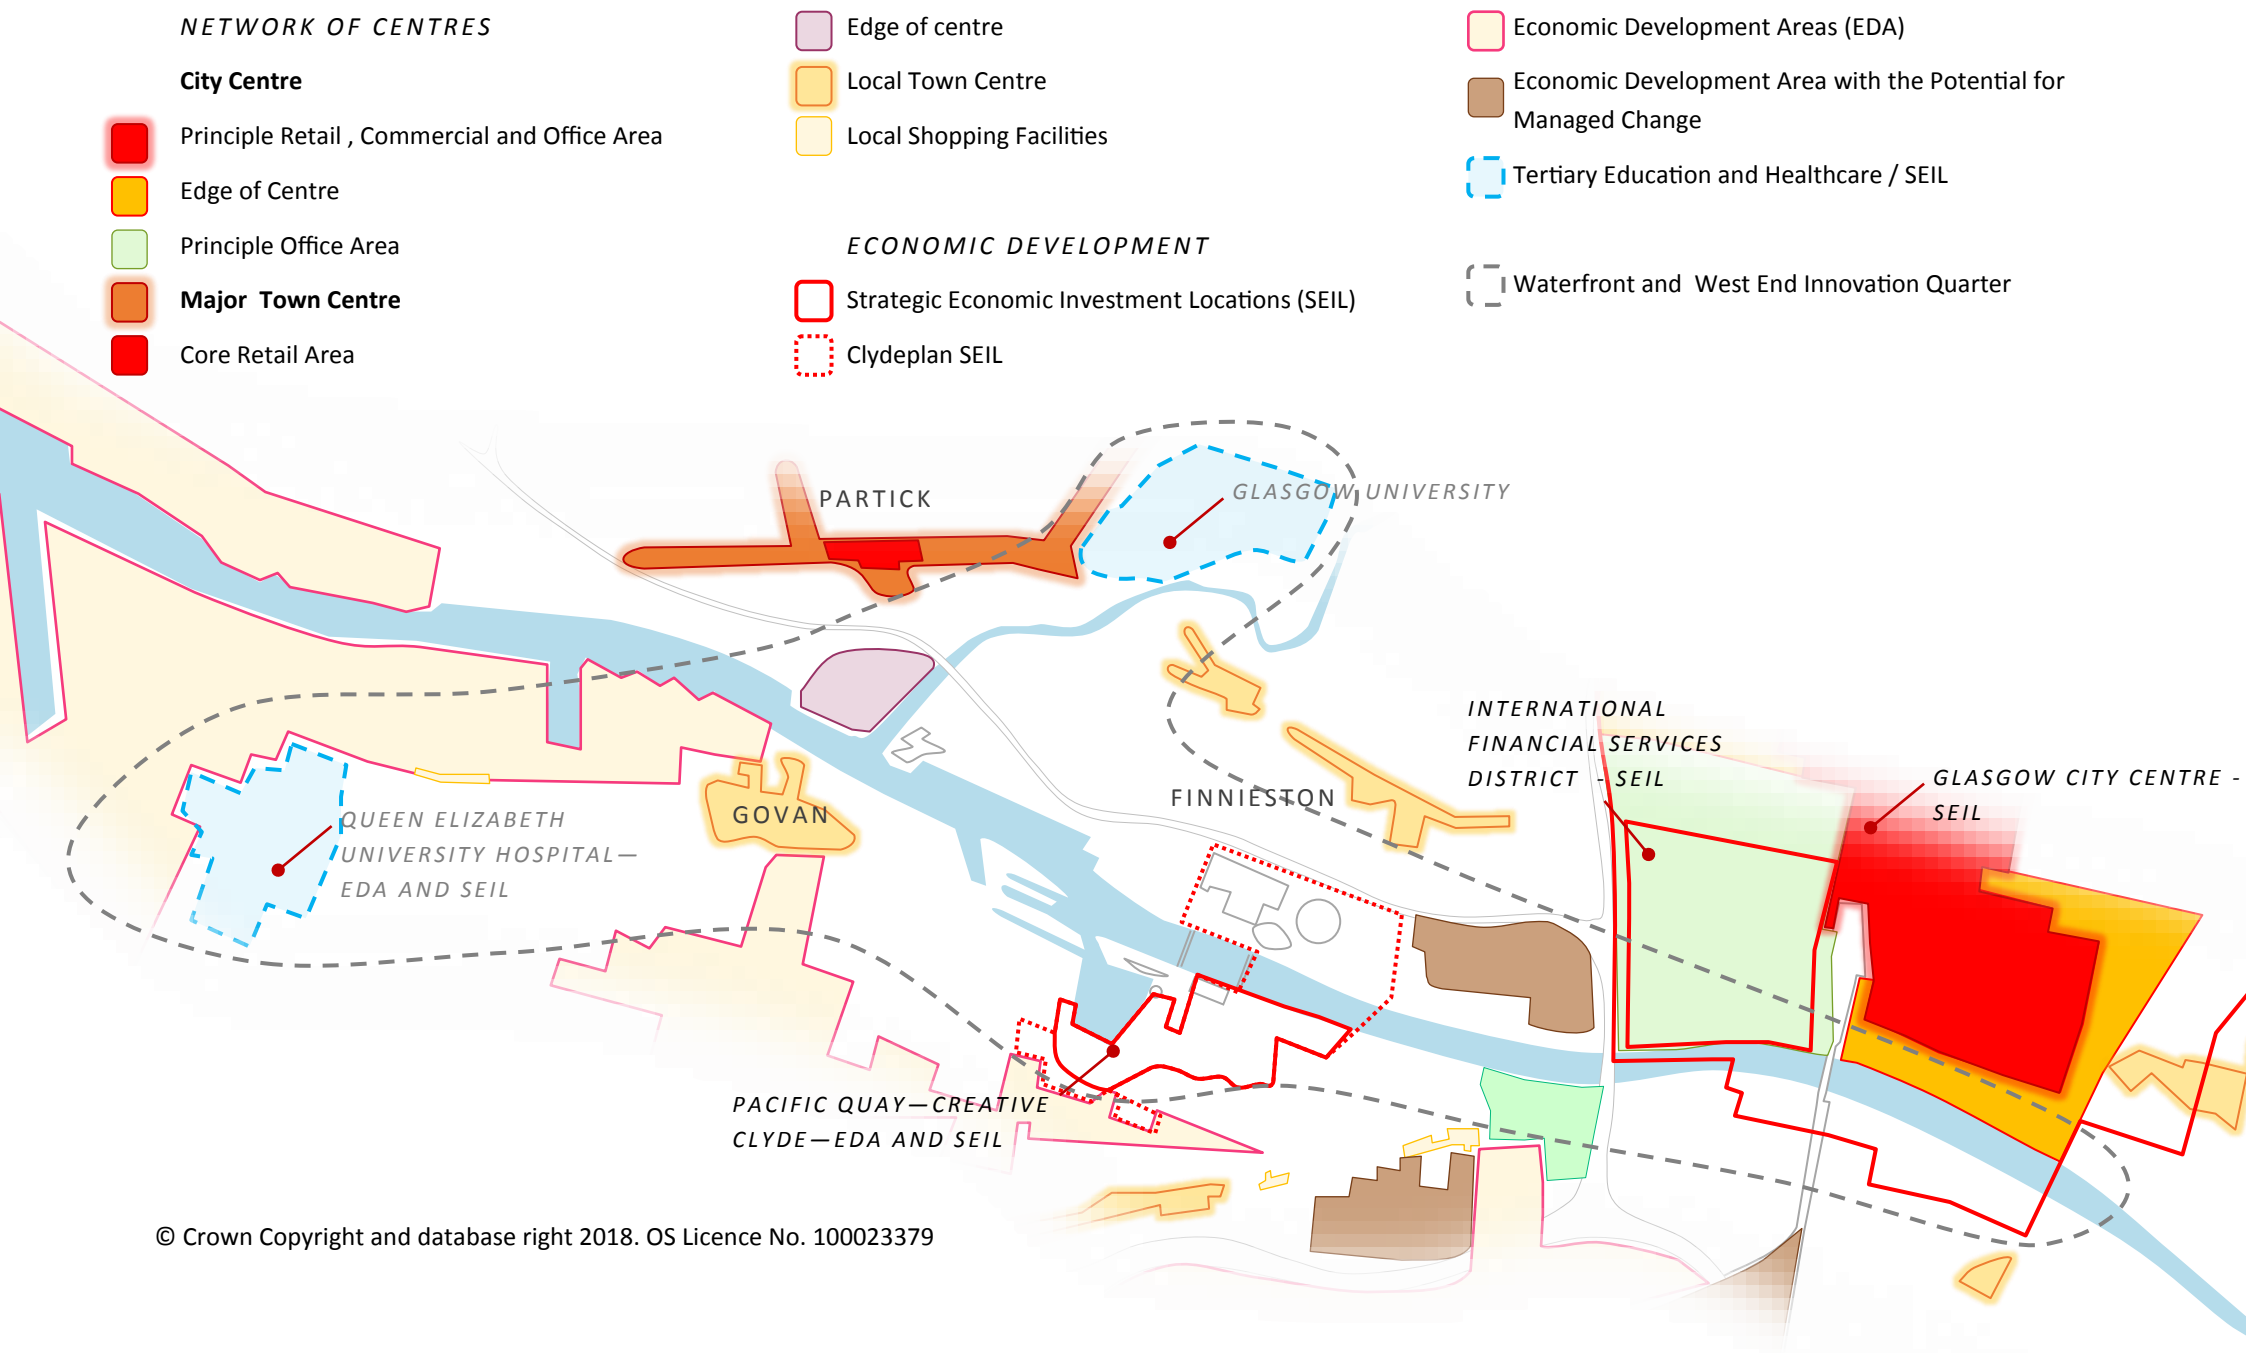 NETWORK OF CENTRES
City Centre
Principle Retail , Commercial and Office Area
Edge of Centre
Principle Office Area
Major Town Centre
Core Retail Area
Edge of centre
Local Town Centre
Local Shopping Facilities
ECONOMIC DEVELOPMENT
Strategic Economic Investment Locations (SEIL)
Clydeplan SEIL
Economic Development Areas (EDA)
Economic Development Area with the Potential for
Managed Change
Tertiary Education and Healthcare / SEIL
Waterfront and West End Innovation Quarter
PARTICK
GLASGOW UNIVERSITY
INTERNATIONAL
FINANCIAL SERVICES
DISTRICT - SEIL
GLASGOW CITY CENTRE -
SEIL
QUEEN ELIZABETH
UNIVERSITY HOSPITAL—
EDA AND SEIL
GOVAN
FINNIESTON
PACIFIC QUAY—CREATIVE
CLYDE—EDA AND SEIL
© Crown Copyright and database right 2018. OS Licence No. 100023379